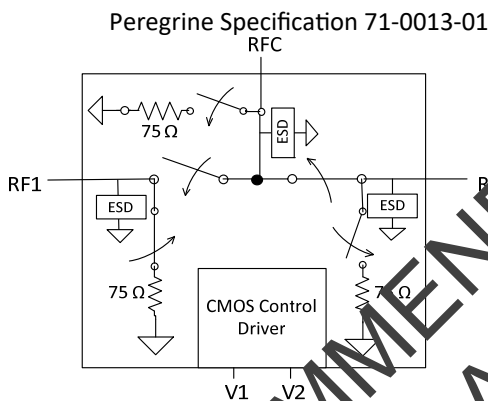 Peregrine Specification 71-0013-01
RFC
75 Ω
ESD
RF1
ESD
ESD
75 Ω
CMOS Control
Driver
V1
V2